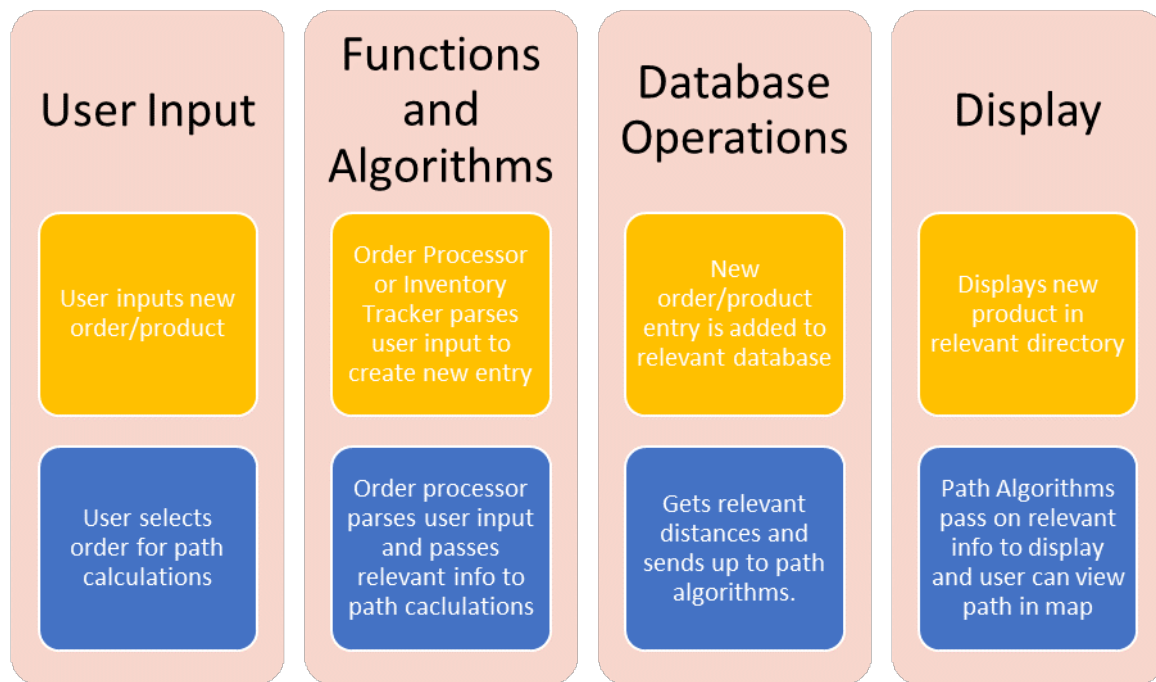 User Input
Functions
and
Algorithms
Database
Operations
Display
User inputs new
order/product
Order Processor
or Inventory
Tracker parses
user input to
create new entry
New
order/product
entry is added to
relevant database
Displays new
product in
relevant directory
User selects
order for path
calculations
Order processor
parses user input
and passes
relevant info to
path caclulations
Gets relevant
distances and
sends up to path
algorithms.
Path Algorithms
pass on relevant
info to display
and user can view
path in map